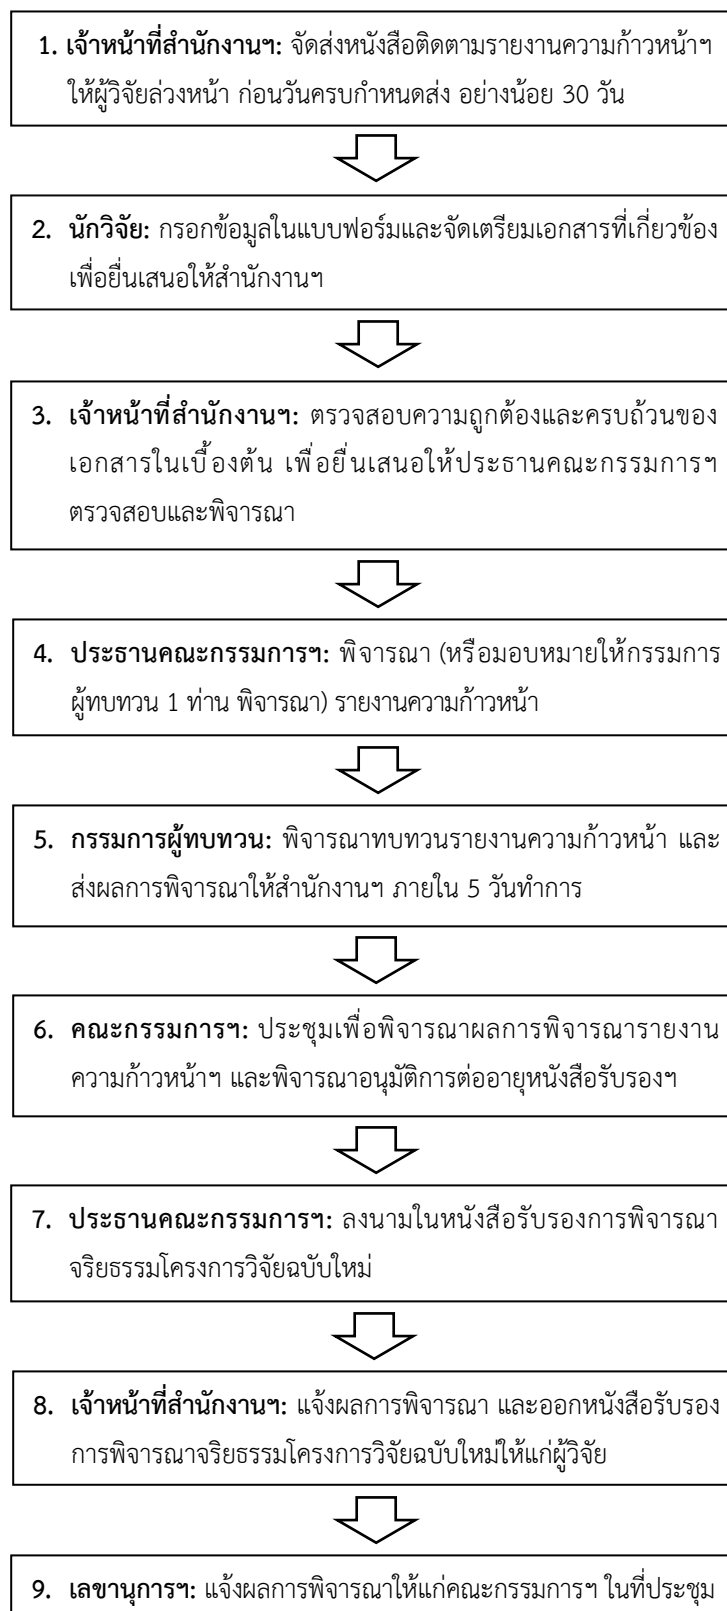 1. เจ้าหน้าที่สำนักงานฯ: จัดส่งหนังสือติดตามรายงานความก้าวหน้าฯ
ให้ผู้วิจัยล่วงหน้า ก่อนวันครบกำหนดส่ง อย่างน้อย 30 วัน
2. นักวิจัย: กรอกข้อมูลในแบบฟอร์มและจัดเตรียมเอกสารที่เกี่ยวข้อง
เพื่อยื่นเสนอให้สำนักงานฯ
3. เจ้าหน้าที่สำนักงานฯ: ตรวจสอบความถูกต้องและครบถ้วนของ
เอกสารในเบื้องต้น เพื่อยื่นเสนอให้ประธานคณะกรรมการฯ
ตรวจสอบและพิจารณา
4. ประธานคณะกรรมการฯ: พิจารณา (หรือมอบหมายให้กรรมการ
ผู้ทบทวน 1 ท่าน พิจารณา) รายงานความก้าวหน้า
5. กรรมการผู้ทบทวน: พิจารณาทบทวนรายงานความก้าวหน้า และ
ส่งผลการพิจารณาให้สำนักงานฯ ภายใน 5 วันทำการ
6. คณะกรรมการฯ: ประชุมเพื่อพิจารณาผลการพิจารณารายงาน
ความก้าวหน้าฯ และพิจารณาอนุมัติการต่ออายุหนังสือรับรองฯ
7. ประธานคณะกรรมการฯ: ลงนามในหนังสือรับรองการพิจารณา
จริยธรรมโครงการวิจัยฉบับใหม่
8. เจ้าหน้าที่สำนักงานฯ: แจ้งผลการพิจารณา และออกหนังสือรับรอง
การพิจารณาจริยธรรมโครงการวิจัยฉบับใหม่ให้แก่ผู้วิจัย
9. เลขานุการฯ: แจ้งผลการพิจารณาให้แก่คณะกรรมการฯ ในที่ประชุม